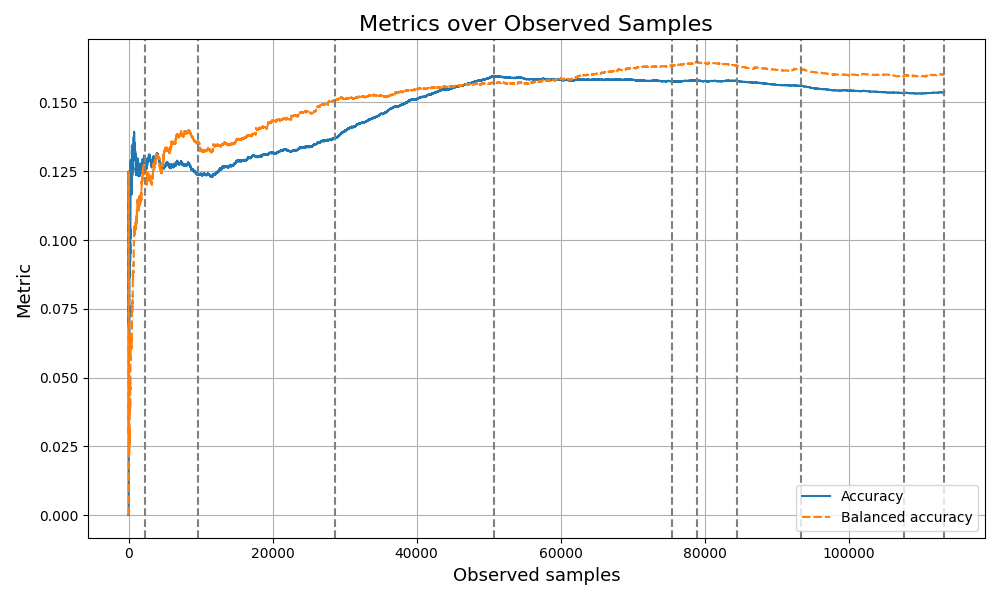 Metrics over Observed Samples
Metric
0.150
0.125
0.100
0.075
0.050
0.025
0.000
0 20000 40000 60000 80000 100000
Observed samples
Accuracy
Balanced accuracy